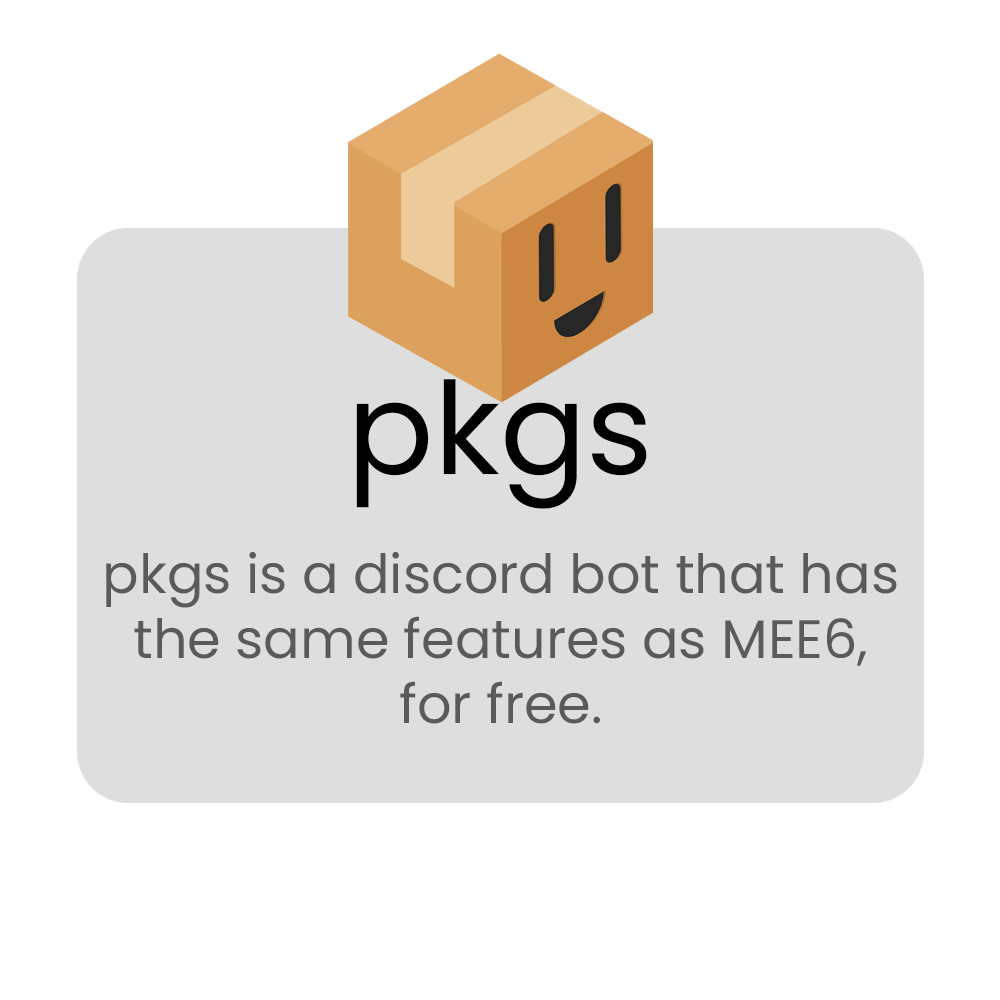 pkgs
pkgs is a discord bot that has
the same features as MEE6,
for free.